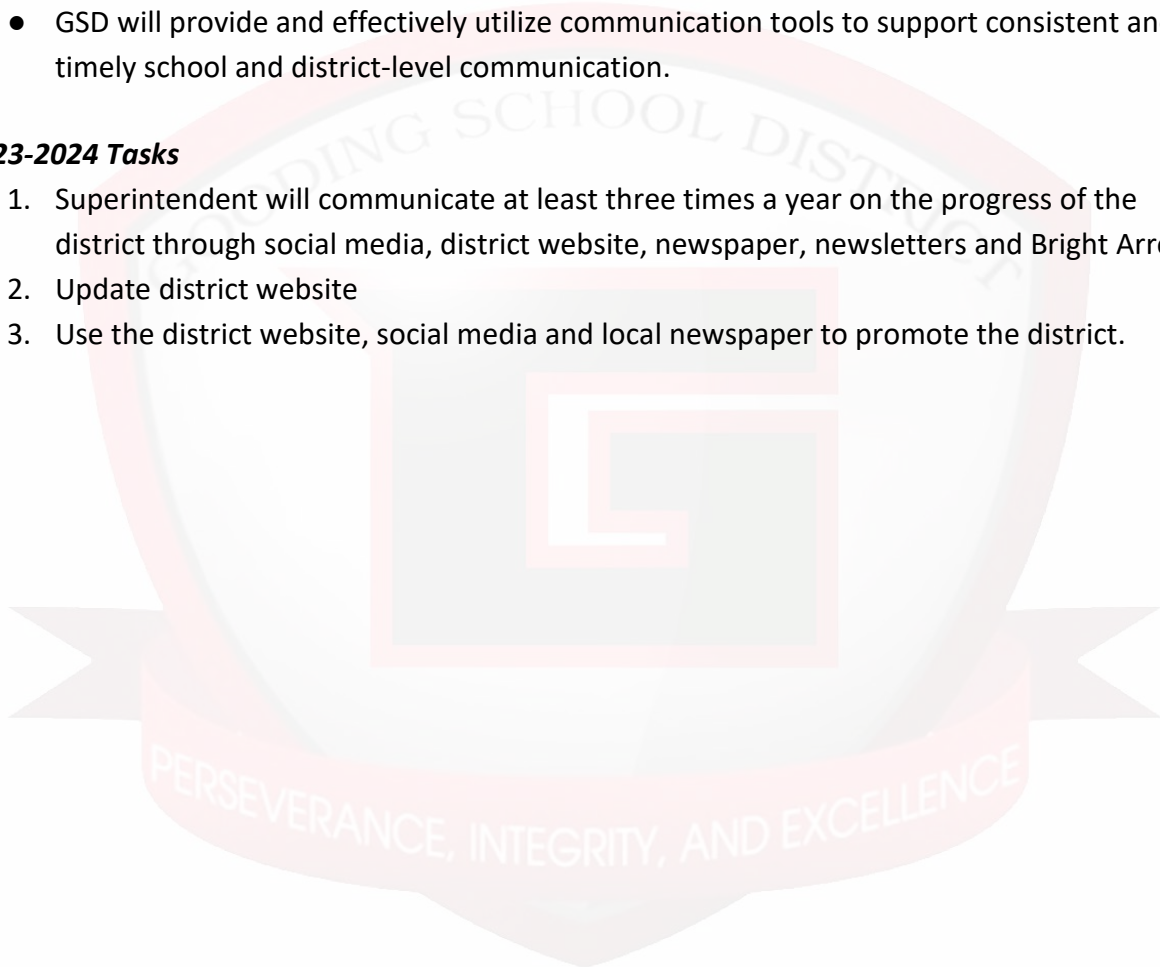 ● GSD will provide and effectively utilize communication tools to support consistent an
timely school and district-level communication.
23-2024 Tasks
1. Superintendent will communicate at least three times a year on the progress of the
district through social media, district website, newspaper, newsletters and Bright Arr
2. Update district website
3. Use the district website, social media and local newspaper to promote the district.
GOODING SCHOOL DISTRICT
G
PERSEVERANCE, INTEGRITY, AND EXCELLENCE